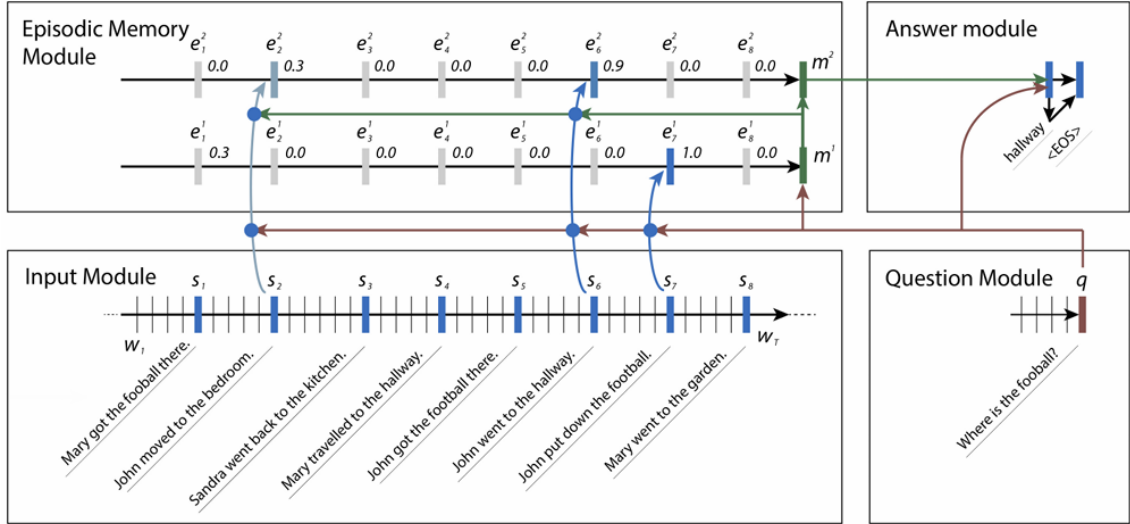 Episodic Memory
Module
e₁² e₂² e₃² e₄² e₅² e₆² e₇² e₈² m²
0.0 0.3 0.0 0.0 0.0 0.9 0.0 0.0
e₁¹ e₂¹ e₃¹ e₄¹ e₅¹ e₆¹ e₇¹ e₈¹ m¹
0.3 0.0 0.0 0.0 0.0 0.0 1.0 0.0
Answer module
hallway
<EOS>
Input Module
s₁ s₂ s₃ s₄ s₅ s₆ s₇ s₈
w₁ w_T
Mary got the fooball there.
John moved to the bedroom.
Sandra went back to the kitchen.
Mary travelled to the hallway.
John got the football there.
John went to the hallway.
John put down the football.
Mary went to the garden.
Question Module
q
Where is the fooball?